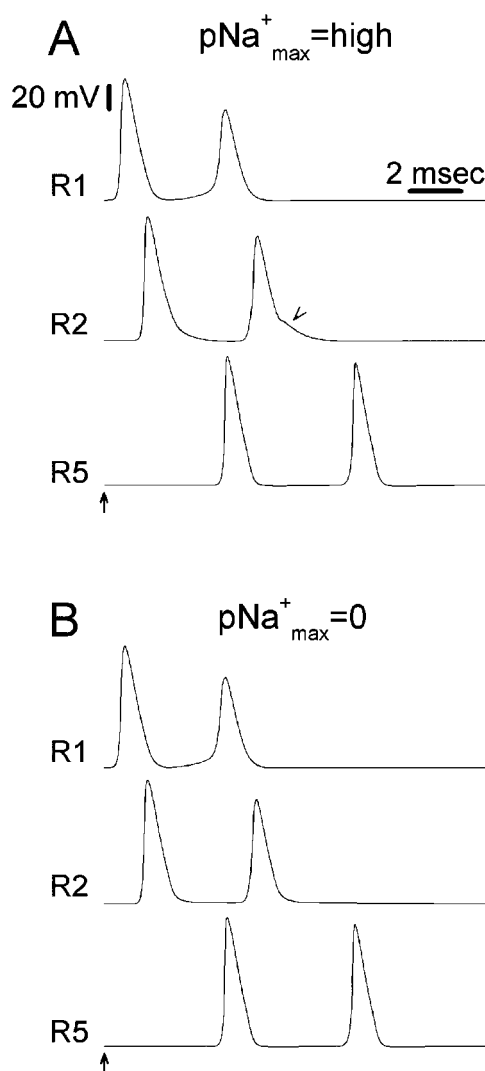 A
pNa⁺max=high
20 mV
2 msec
R1
R2
R5
B
pNa⁺max=0
R1
R2
R5